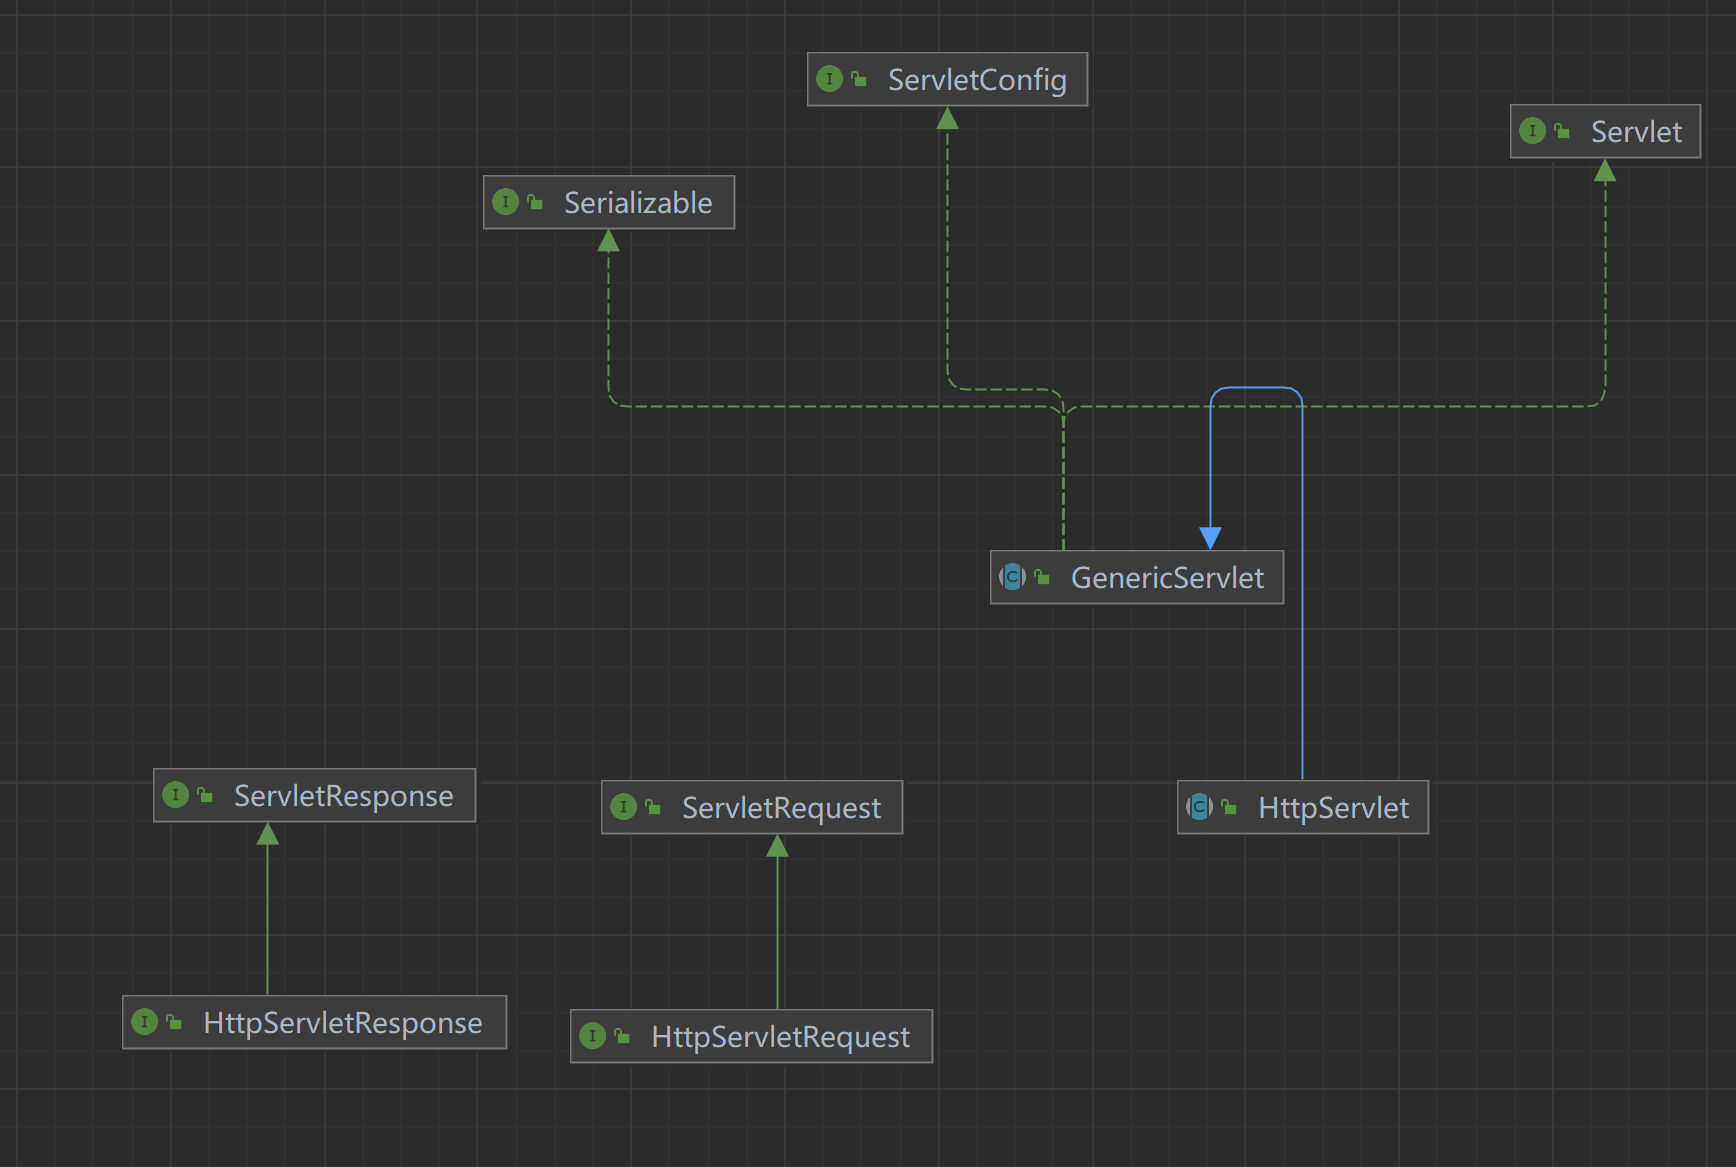 I ServletConfig
I Servlet
I Serializable
C GenericServlet
I ServletResponse
I ServletRequest
C HttpServlet
I HttpServletResponse
I HttpServletRequest